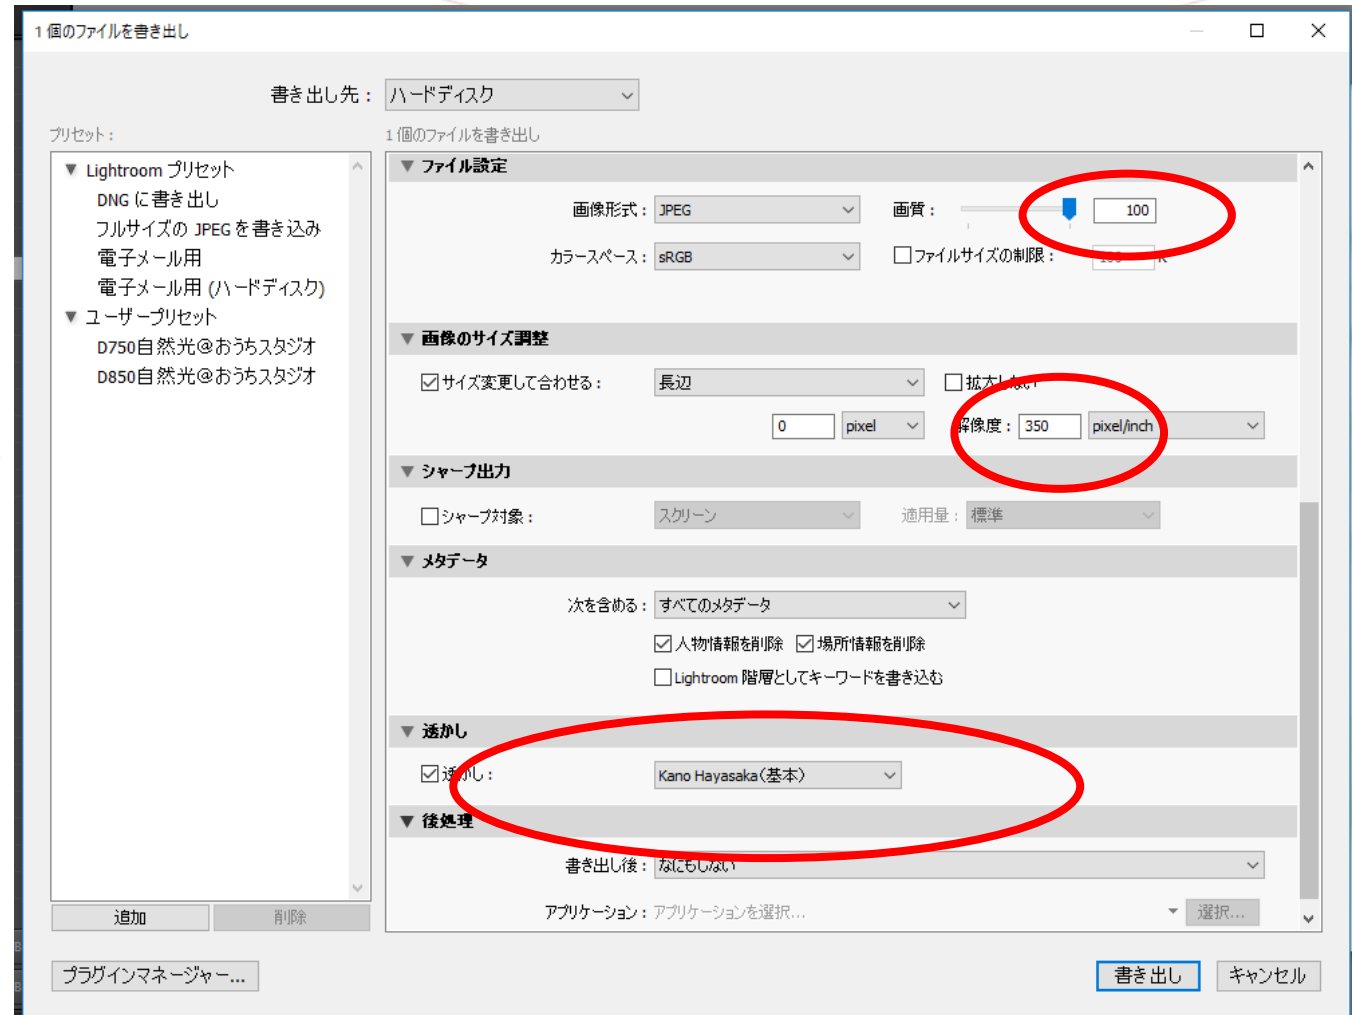 1 個のファイルを書き出し
書き出し先： ハードディスク
プリセット：
1 個のファイルを書き出し
Lightroom プリセット
DNG に書き出し
フルサイズの JPEG を書き込み
電子メール用
電子メール用 (ハードディスク)
ユーザープリセット
D750自然光@おうちスタジオ
D850自然光@おうちスタジオ
追加 削除
プラグインマネージャー...
ファイル設定
画像形式： JPEG 画質： 100
カラースペース： sRGB ファイルサイズの制限： K
画像のサイズ調整
サイズ変更して合わせる： 長辺 拡大しない
0 pixel 解像度： 350 pixel/inch
シャープ出力
シャープ対象： スクリーン 適用量： 標準
メタデータ
次を含める： すべてのメタデータ
人物情報を削除 場所情報を削除
Lightroom 階層としてキーワードを書き込む
透かし
透かし： Kano Hayasaka（基本）
後処理
書き出し後： なにもしない
アプリケーション： アプリケーションを選択... 選択...
書き出し キャンセル